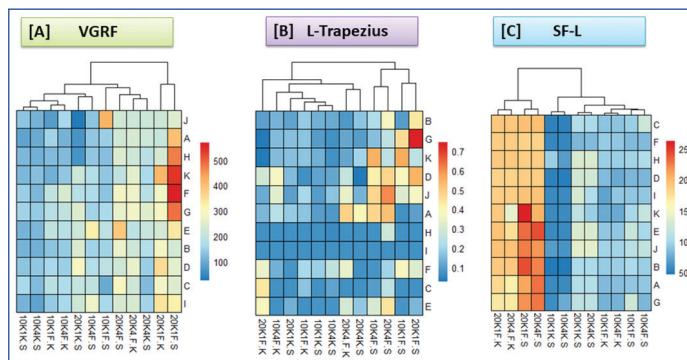 [A] VGRF
J
A
H
K
F
G
E
B
D
C
I
500
400
300
200
100
10K1K.S
10K4K.S
10K1F.K
10K4F.K
20K1K.S
10K4F.S
10K1F.S
20K4F.S
20K4.F.K
20K4K.S
20K1F.K
20K1F.S
[B] L-Trapezius
B
G
K
D
J
A
H
I
F
C
E
0.7
0.6
0.5
0.4
0.3
0.2
0.1
20K1F.K
20K1K.S
10K1F.K
10K4F.K
10K1K.S
10K4K.S
20K4.F.K
20K4K.S
10K4F.S
20K4F.S
10K1F.S
20K1F.S
[C] SF-L
C
F
H
D
I
K
E
J
B
A
G
25
20
15
10
50
20K1F.K
20K4.F.K
20K1F.S
20K4F.S
10K1K.S
10K4K.S
20K1K.S
20K4K.S
10K1F.K
10K4F.K
10K1F.S
10K4F.S